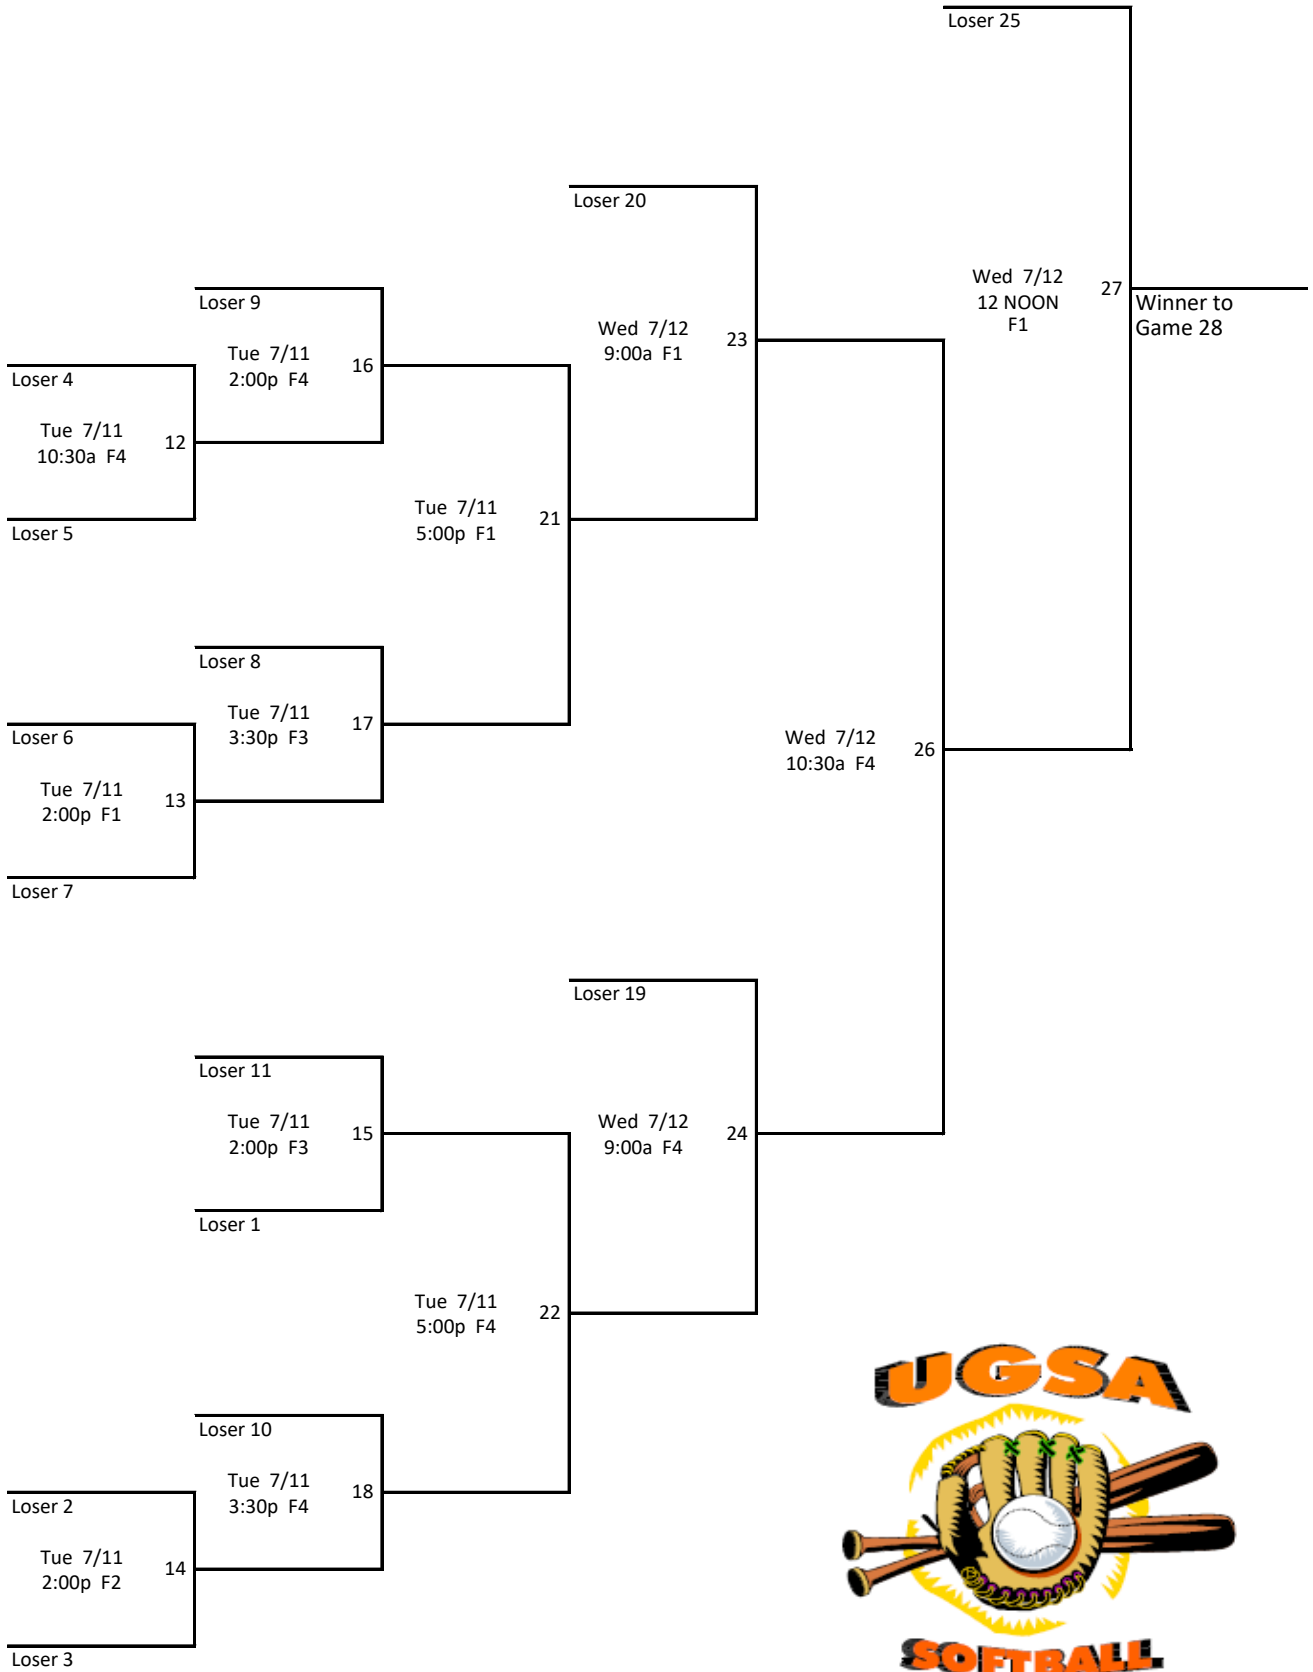 Loser 25
Loser 20
Wed 7/12
12 NOON
F1
27
Winner to
Game 28
Loser 9
Wed 7/12
9:00a F1
23
Tue 7/11
2:00p F4
16
Loser 4
Tue 7/11
10:30a F4
12
Tue 7/11
5:00p F1
21
Loser 5
Loser 8
Tue 7/11
3:30p F3
17
Loser 6
Wed 7/12
10:30a F4
26
Tue 7/11
2:00p F1
13
Loser 7
Loser 19
Loser 11
Tue 7/11
2:00p F3
15
Wed 7/12
9:00a F4
24
Loser 1
Tue 7/11
5:00p F4
22
UGSA
Loser 10
Tue 7/11
3:30p F4
18
Loser 2
Tue 7/11
2:00p F2
14
Loser 3
SOFTBALL